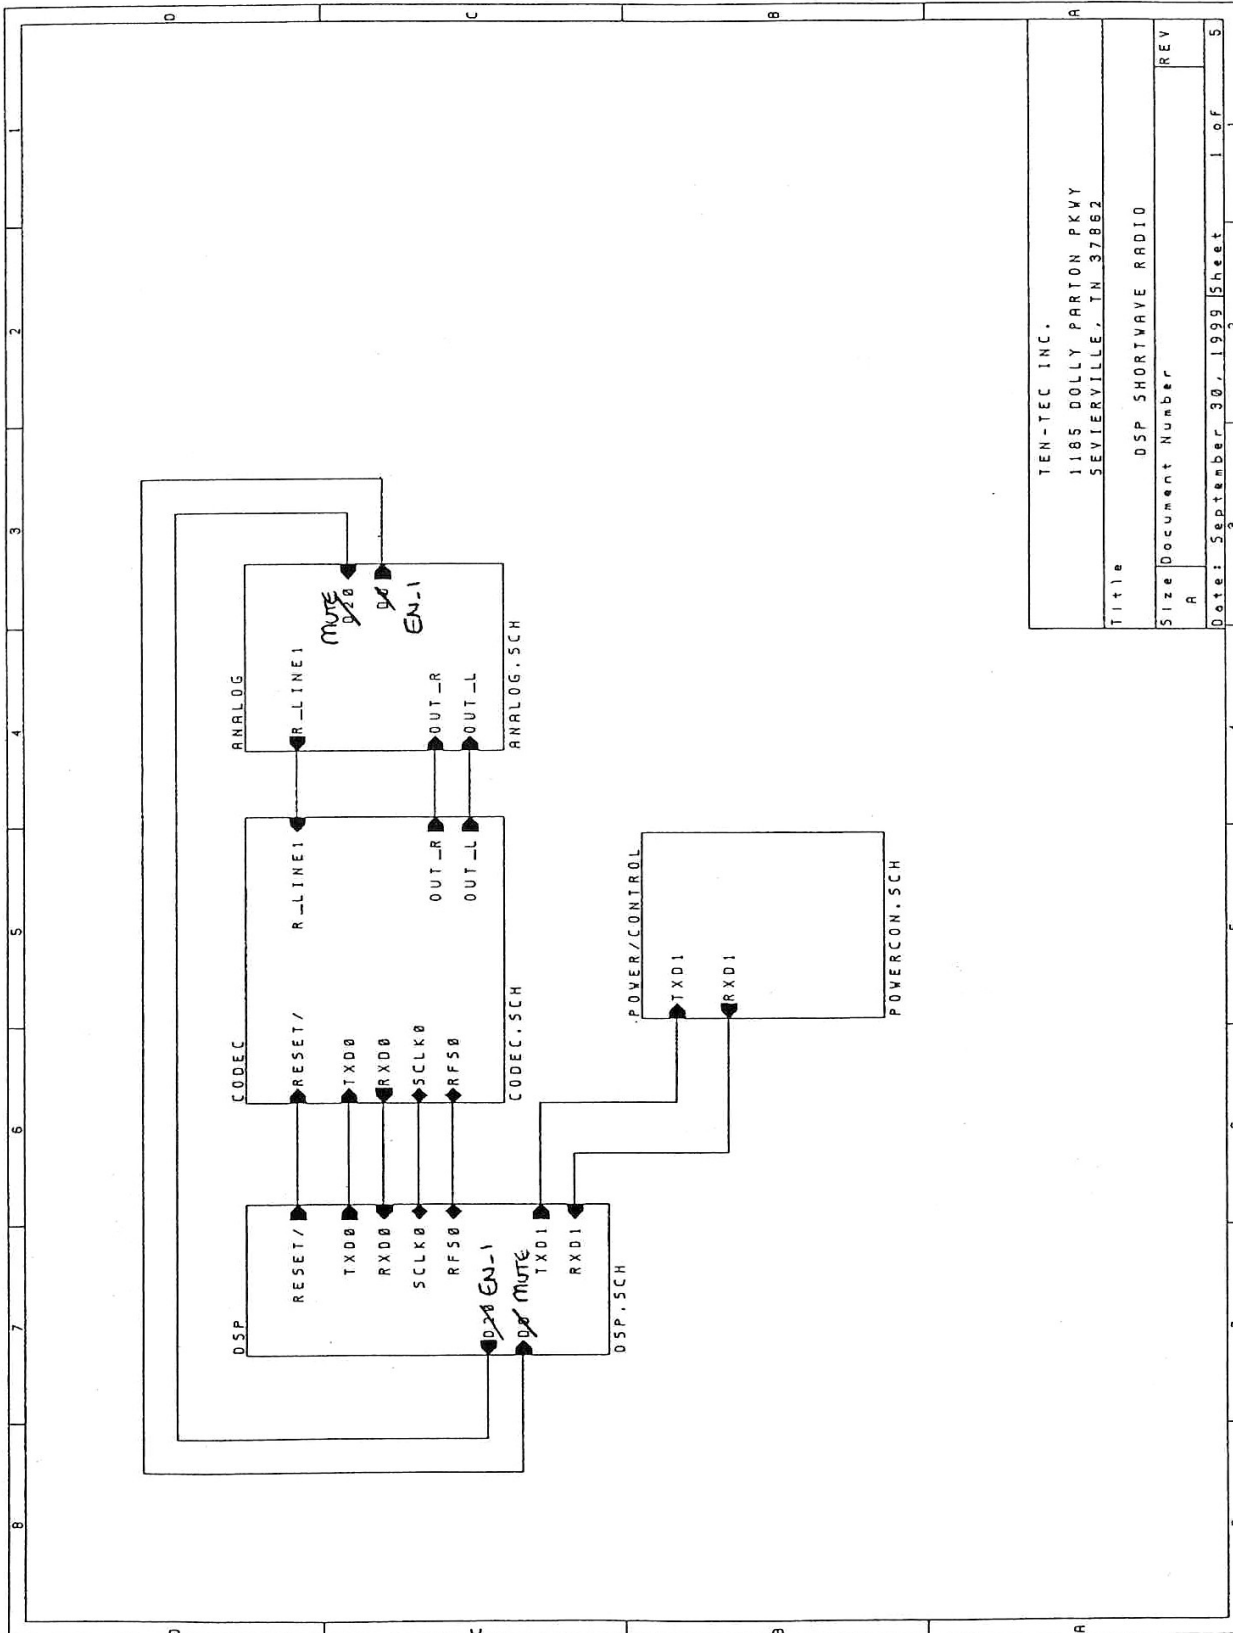 8
7
6
5
4
3
2
1
D
D
C
B
B
A
A
DSP
RESET/
TXD0
RXD0
SCLK0
RFS0
D20 EN_1
D0 MUTE
TXD1
RXD1
DSP.SCH
CODEC
RESET/
TXD0
RXD0
SCLK0
RFS0
R_LINE1
OUT_R
OUT_L
CODEC.SCH
ANALOG
R_LINE1
MUTE
D20
D0
EN_1
OUT_R
OUT_L
ANALOG.SCH
POWER/CONTROL
TXD1
RXD1
POWERCON.SCH
TEN-TEC INC.
1185 DOLLY PARTON PKWY
SEVIERVILLE, TN 37862
Title
DSP SHORTWAVE RADIO
Size Document Number
REV
A
Date: September 30, 1999 Sheet 1 of 5